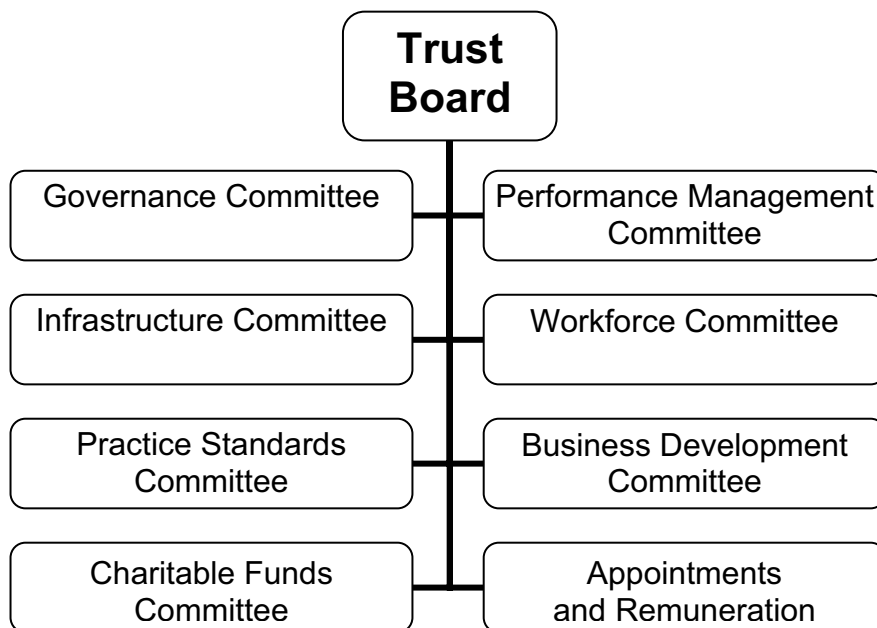 Trust
Board
Governance Committee
Performance Management
Committee
Infrastructure Committee
Workforce Committee
Practice Standards
Committee
Business Development
Committee
Charitable Funds
Committee
Appointments
and Remuneration